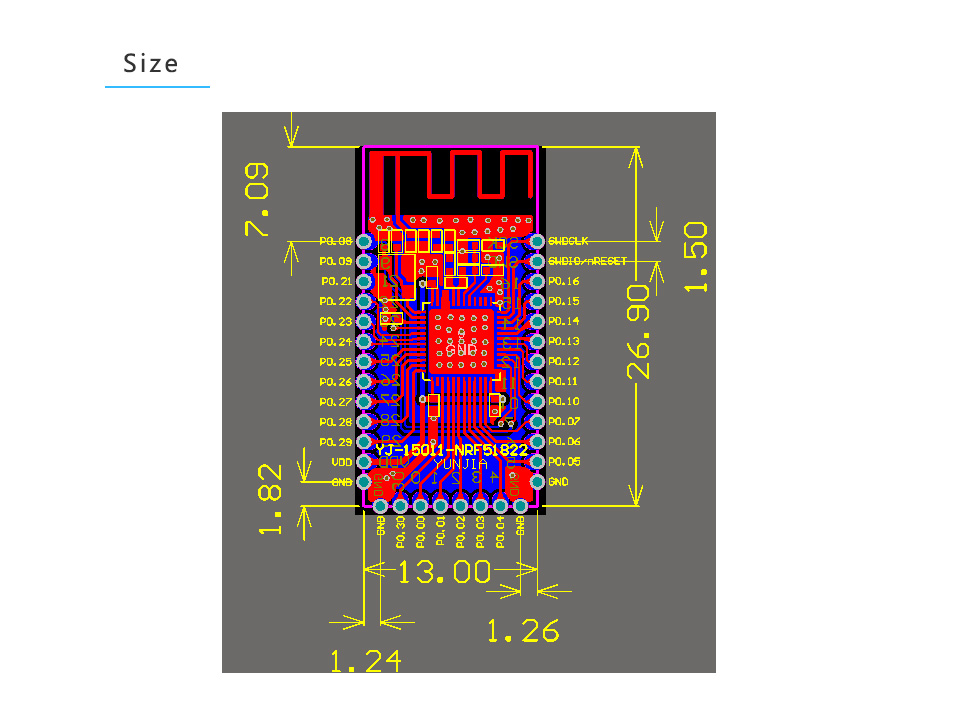 Size
7.09
1.50
26.90
1.82
13.00
1.26
1.24
P0.08
P0.09
P0.21
P0.22
P0.23
P0.24
P0.25
P0.26
P0.27
P0.28
P0.29
VDD
GND
SWDCLK
SWDIO/nRESET
P0.16
P0.15
P0.14
P0.13
P0.12
P0.11
P0.10
P0.07
P0.06
P0.05
GND
GND
YJ-15011-NRF51822
YUNJIA
GND
P0.30
P0.00
P0.01
P0.02
P0.03
P0.04
GND